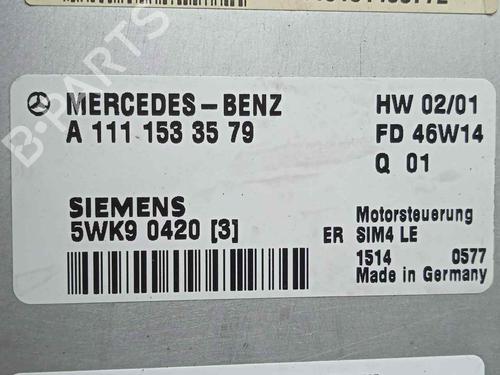 MERCEDES-BENZ
HW 02/01
A 111 153 35 79
FD 46W14
Q 01
SIEMENS
5WK9 0420 [3]
Motorsteuerung
ER SIM4 LE
1514 0577
Made in Germany
B-PARTS